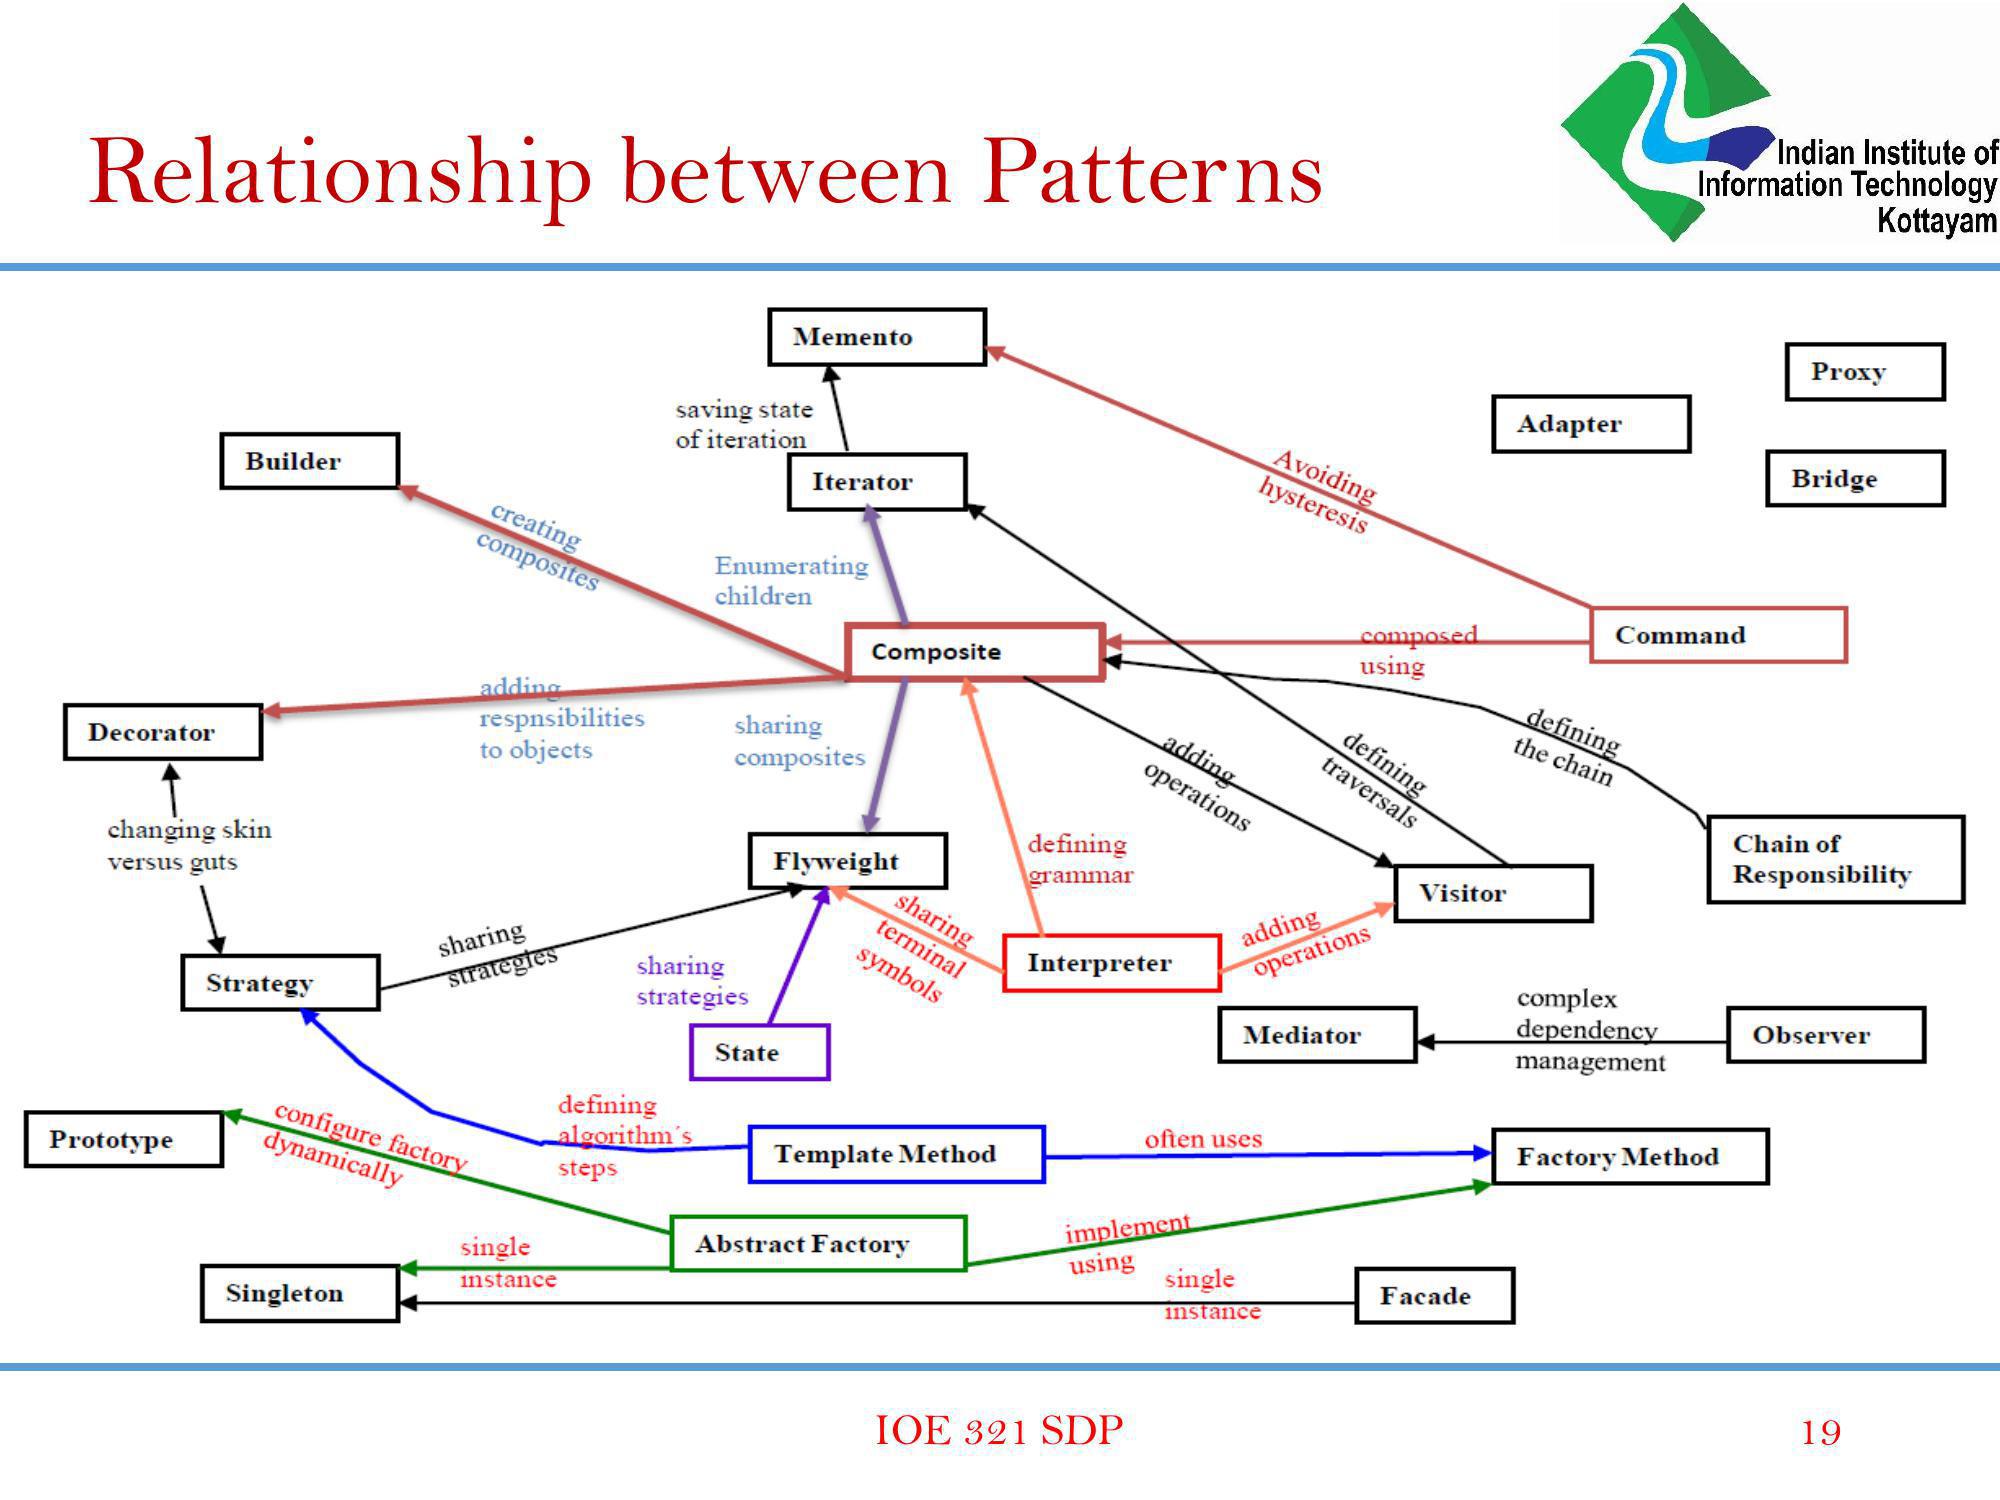 Indian Institute of
Information Technology
Kottayam
Relationship between Patterns
Memento
Proxy
Adapter
saving state
of iteration
Builder
Iterator
Avoiding
hysteresis
Bridge
creating
composites
Enumerating
children
Composite
composed
using
Command
adding
respnsibilities
to objects
Decorator
sharing
composites
adding
operations
defining
traversals
defining
the chain
changing skin
versus guts
Flyweight
defining
grammar
Visitor
Chain of
Responsibility
sharing
strategies
Strategy
sharing
strategies
sharing
terminal
symbols
Interpreter
adding
operations
State
Mediator
complex
dependency
management
Observer
Prototype
configure factory
dynamically
defining
algorithm´s
steps
Template Method
often uses
Factory Method
Abstract Factory
implement
using
single
instance
Singleton
single
instance
Facade
IOE 321 SDP
19